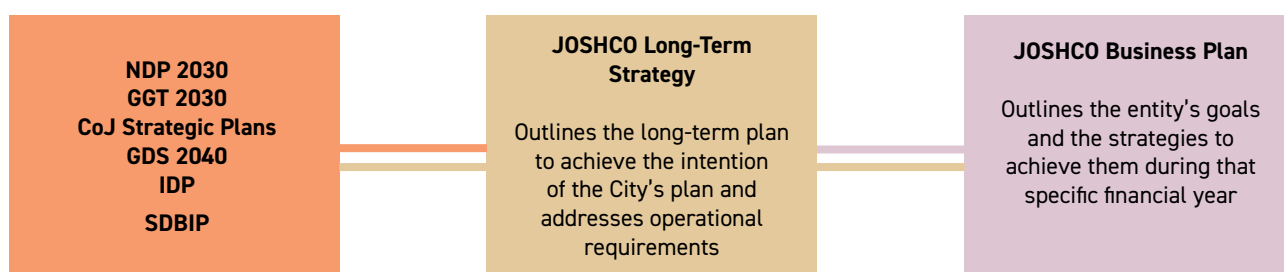 NDP 2030
GGT 2030
CoJ Strategic Plans
GDS 2040
IDP
SDBIP
JOSHCO Long-Term
Strategy
Outlines the long-term plan
to achieve the intention
of the City's plan and
addresses operational
requirements
JOSHCO Business Plan
Outlines the entity's goals
and the strategies to
achieve them during that
specific financial year